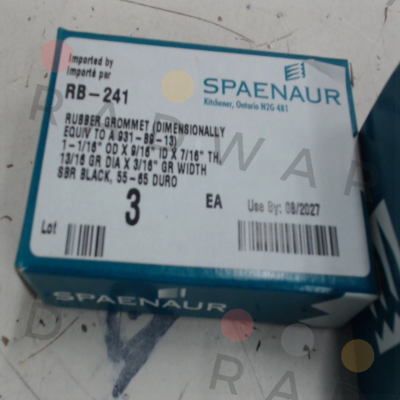 Imported by
Importé par
RB-241
SPAENAUR
Kitchener, Ontario N2G 4B1
RUBBER GROMMET (DIMENSIONALLY
EQUIV TO A 931-B9-13)
1-1/16" OD X 9/16" ID X 7/16" TH,
13/16 GR DIA X 3/16" GR WIDTH
SBR BLACK, 55-65 DURO
3 EA
Use By: 08/2027
Lot
SPAENAUR